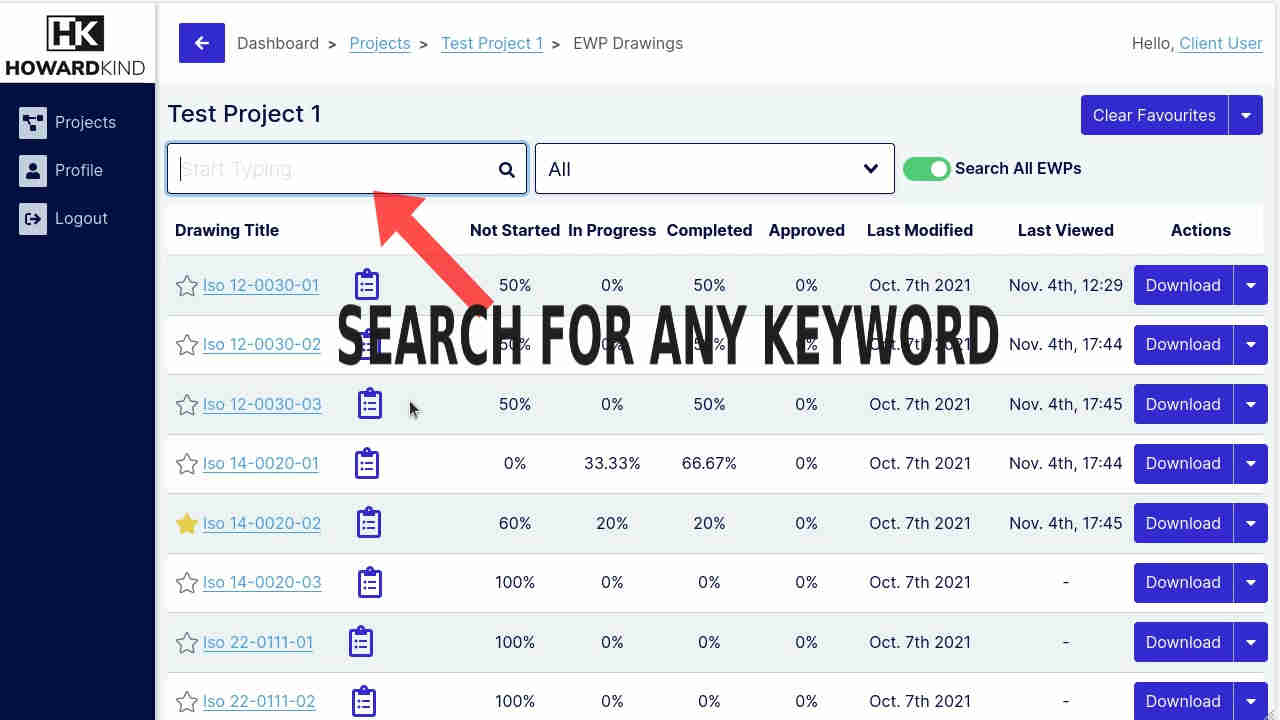 HK
HOWARDKIND
Dashboard > Projects > Test Project 1 > EWP Drawings
Hello, Client User
Projects
Profile
Logout
Test Project 1
Clear Favourites
Start Typing
All
Search All EWPs
Drawing Title Not Started In Progress Completed Approved Last Modified Last Viewed Actions
Iso 12-0030-01 50% 0% 50% 0% Oct. 7th 2021 Nov. 4th, 12:29 Download
SEARCH FOR ANY KEYWORD
Iso 12-0030-02 50% 0% 50% 0% Oct. 7th 2021 Nov. 4th, 17:44 Download
Iso 12-0030-03 50% 0% 50% 0% Oct. 7th 2021 Nov. 4th, 17:45 Download
Iso 14-0020-01 0% 33.33% 66.67% 0% Oct. 7th 2021 Nov. 4th, 17:44 Download
Iso 14-0020-02 60% 20% 20% 0% Oct. 7th 2021 Nov. 4th, 17:45 Download
Iso 14-0020-03 100% 0% 0% 0% Oct. 7th 2021 - Download
Iso 22-0111-01 100% 0% 0% 0% Oct. 7th 2021 - Download
Iso 22-0111-02 100% 0% 0% 0% Oct. 7th 2021 - Download